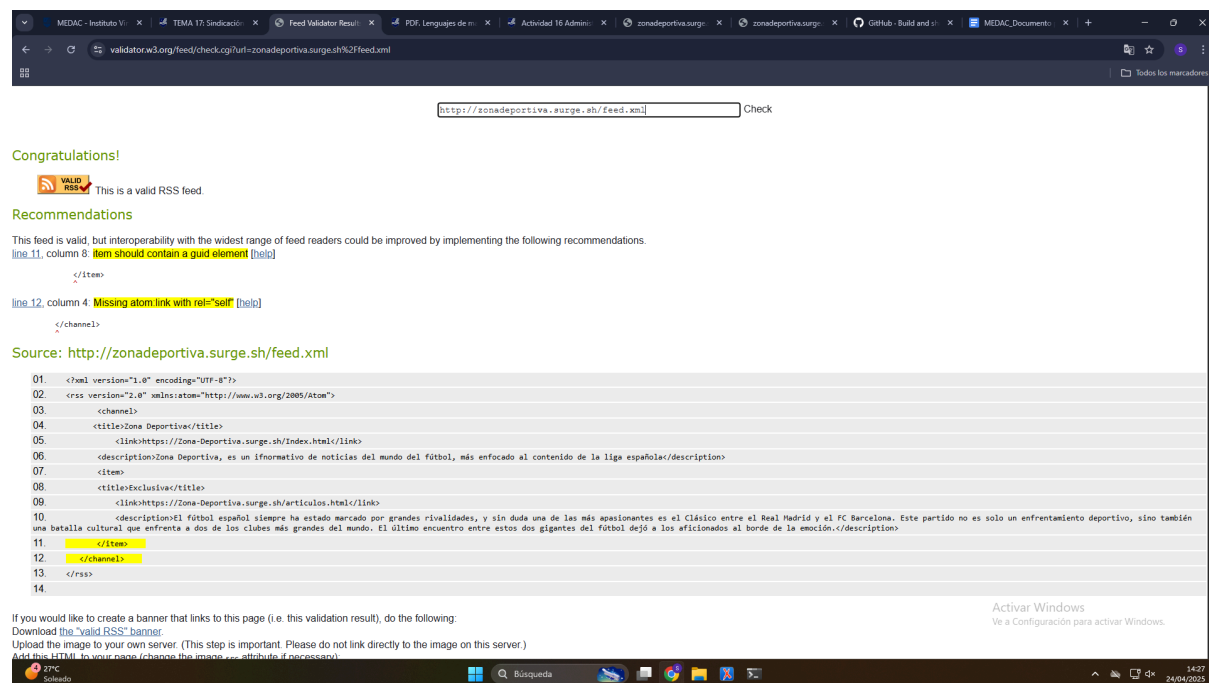 MEDAC - Instituto Vir
TEMA 17: Sindicación
Feed Validator Results
PDF. Lenguajes de m
Actividad 16 Adminis
zonadeportiva.surge.
zonadeportiva.surge.
GitHub · Build and sh
MEDAC_Documento
validator.w3.org/feed/check.cgi?url=zonadeportiva.surge.sh%2Ffeed.xml
S
Todos los marcadores
http://zonadeportiva.surge.sh/feed.xml Check
Congratulations!
VALID RSS This is a valid RSS feed.
Recommendations
This feed is valid, but interoperability with the widest range of feed readers could be improved by implementing the following recommendations.
line 11, column 8: item should contain a guid element [help]
</item>
^
line 12, column 4: Missing atom:link with rel="self" [help]
</channel>
^
Source: http://zonadeportiva.surge.sh/feed.xml
01. <?xml version="1.0" encoding="UTF-8"?>
02. <rss version="2.0" xmlns:atom="http://www.w3.org/2005/Atom">
03. <channel>
04. <title>Zona Deportiva</title>
05. <link>https://Zona-Deportiva.surge.sh/Index.html</link>
06. <description>Zona Deportiva, es un ifnormativo de noticias del mundo del fútbol, más enfocado al contenido de la liga española</description>
07. <item>
08. <title>Exclusiva</title>
09. <link>https://Zona-Deportiva.surge.sh/articulos.html</link>
10. <description>El fútbol español siempre ha estado marcado por grandes rivalidades, y sin duda una de las más apasionantes es el Clásico entre el Real Madrid y el FC Barcelona. Este partido no es solo un enfrentamiento deportivo, sino también
una batalla cultural que enfrenta a dos de los clubes más grandes del mundo. El último encuentro entre estos dos gigantes del fútbol dejó a los aficionados al borde de la emoción.</description>
11. </item>
12. </channel>
13. </rss>
14.
If you would like to create a banner that links to this page (i.e. this validation result), do the following:
Download the "valid RSS" banner.
Upload the image to your own server. (This step is important. Please do not link directly to the image on this server.)
Add this HTML to your page (change the image src attribute if necessary):
Activar Windows
Ve a Configuración para activar Windows.
4
27°C
Soleado
Búsqueda
14:27
24/04/2025